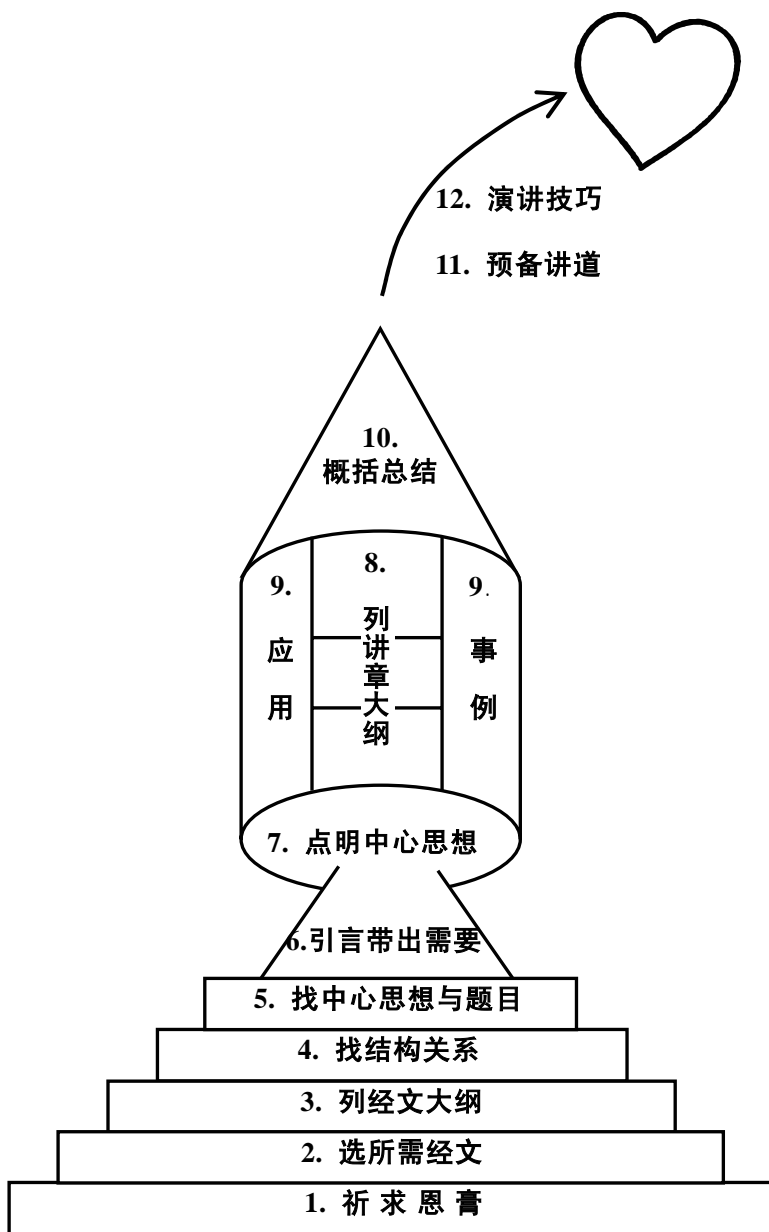 12. 演讲技巧
11. 预备讲道
10.
概括总结
9.
应
用
8.
列
讲
章
大
纲
9.
事
例
7. 点明中心思想
6.引言带出需要
5. 找中心思想与题目
4. 找结构关系
3. 列经文大纲
2. 选所需经文
1. 祈 求 恩 膏